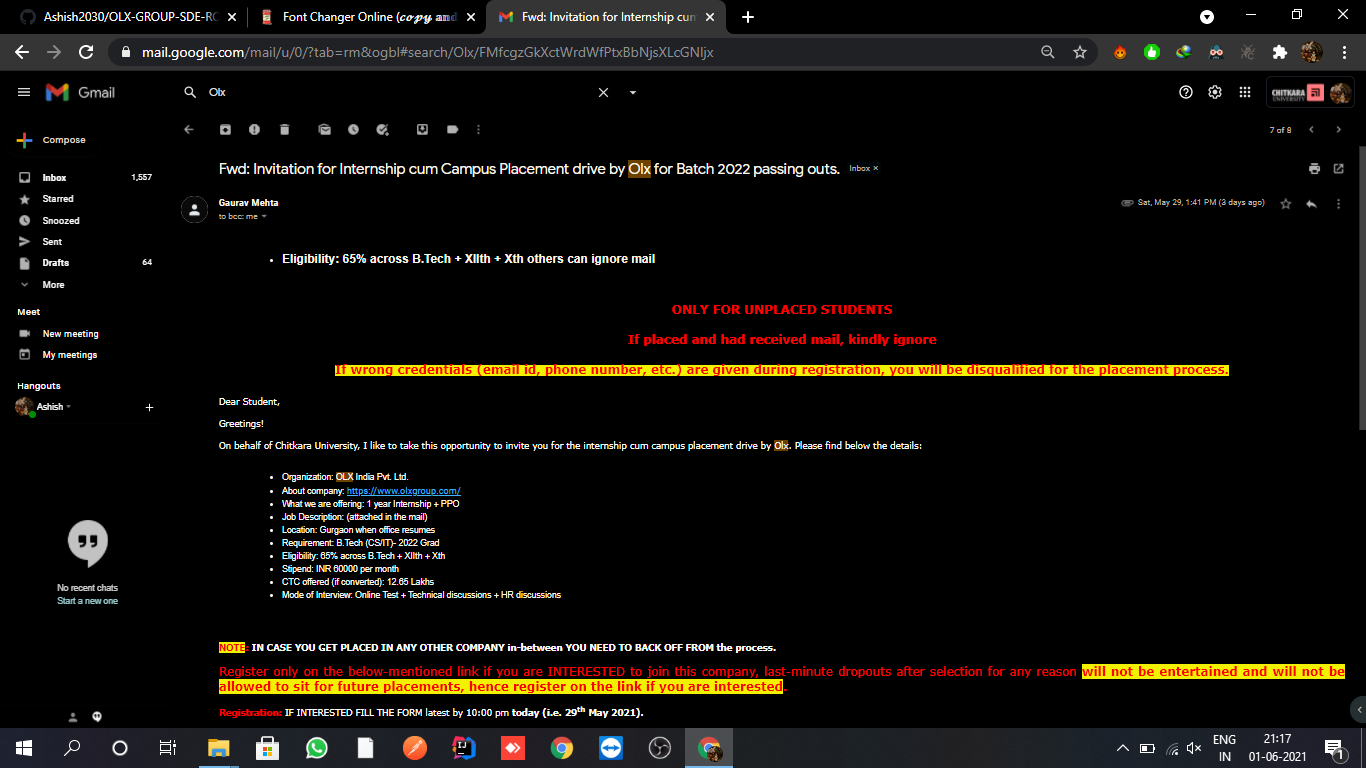 Ashish2030/OLX-GROUP-SDE-RO
Font Changer Online (𝓬𝓸𝓹𝔂 𝐚𝐧𝐝
Fwd: Invitation for Internship cum
mail.google.com/mail/u/0/?tab=rm&ogbl#search/Olx/FMfcgzGkXctWrdWfPtxBbNjsXLcGNljx
Gmail
Olx
CHITKARA
UNIVERSITY
Compose
7 of 8
Fwd: Invitation for Internship cum Campus Placement drive by Olx for Batch 2022 passing outs. Inbox ×
Inbox 1,557
Starred
Snoozed
Sent
Drafts 64
More
Meet
New meeting
My meetings
Hangouts
Ashish
No recent chats
Start a new one
Gaurav Mehta
Sat, May 29, 1:41 PM (3 days ago)
to bcc: me
• Eligibility: 65% across B.Tech + XIIth + Xth others can ignore mail
ONLY FOR UNPLACED STUDENTS
If placed and had received mail, kindly ignore
If wrong credentials (email id, phone number, etc.) are given during registration, you will be disqualified for the placement process.
Dear Student,
Greetings!
On behalf of Chitkara University, I like to take this opportunity to invite you for the internship cum campus placement drive by Olx. Please find below the details:
• Organization: OLX India Pvt. Ltd.
• About company: https://www.olxgroup.com/
• What we are offering: 1 year Internship + PPO
• Job Description: (attached in the mail)
• Location: Gurgaon when office resumes
• Requirement: B.Tech (CS/IT)- 2022 Grad
• Eligibility: 65% across B.Tech + XIIth + Xth
• Stipend: INR 60000 per month
• CTC offered (if converted): 12.65 Lakhs
• Mode of Interview: Online Test + Technical discussions + HR discussions
NOTE: IN CASE YOU GET PLACED IN ANY OTHER COMPANY in-between YOU NEED TO BACK OFF FROM the process.
Register only on the below-mentioned link if you are INTERESTED to join this company, last-minute dropouts after selection for any reason will not be entertained and will not be
allowed to sit for future placements, hence register on the link if you are interested.
Registration: IF INTERESTED FILL THE FORM latest by 10:00 pm today (i.e. 29th May 2021).
ENG
IN
21:17
01-06-2021
1